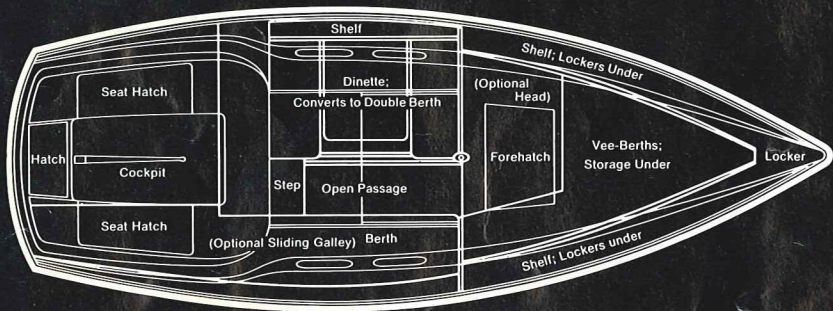 Shelf
Shelf; Lockers Under
Seat Hatch
Dinette;
Converts to Double Berth
(Optional
Head)
Hatch
Cockpit
Forehatch
Vee-Berths;
Storage Under
Locker
Step
Open Passage
Seat Hatch
(Optional Sliding Galley)
Berth
Shelf; Lockers under